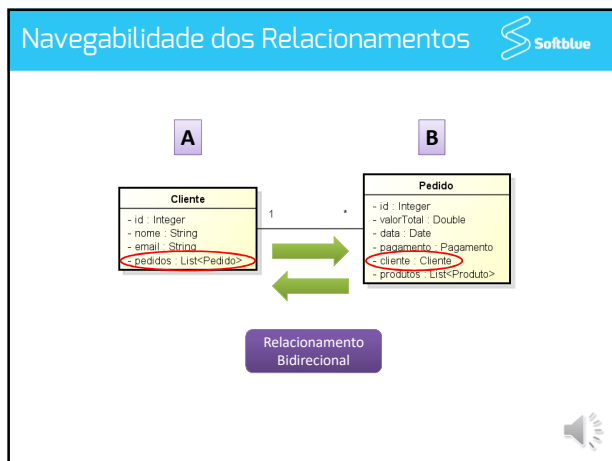 Navegabilidade dos Relacionamentos
Softblue
A
B
Cliente
- id : Integer
- nome : String
- email : String
- pedidos : List<Pedido>
1
*
Pedido
- id : Integer
- valorTotal : Double
- data : Date
- pagamento : Pagamento
- cliente : Cliente
- produtos : List<Produto>
Relacionamento
Bidirecional